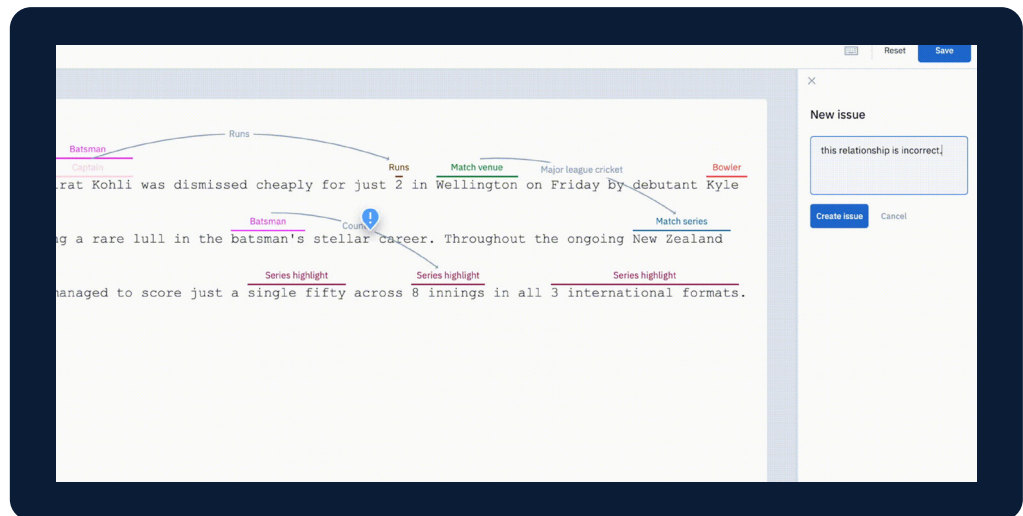 Reset Save
New issue
this relationship is incorrect.
Create issue Cancel
Runs
Batsman
Captain
Runs Match venue Major league cricket Bowler
Kohli was dismissed cheaply for just 2 in Wellington on Friday by debutant Kyle
Batsman Match series
a rare lull in the batsman's stellar career. Throughout the ongoing New Zealand
Series highlight Series highlight Series highlight
to score just a single fifty across 8 innings in all 3 international formats.